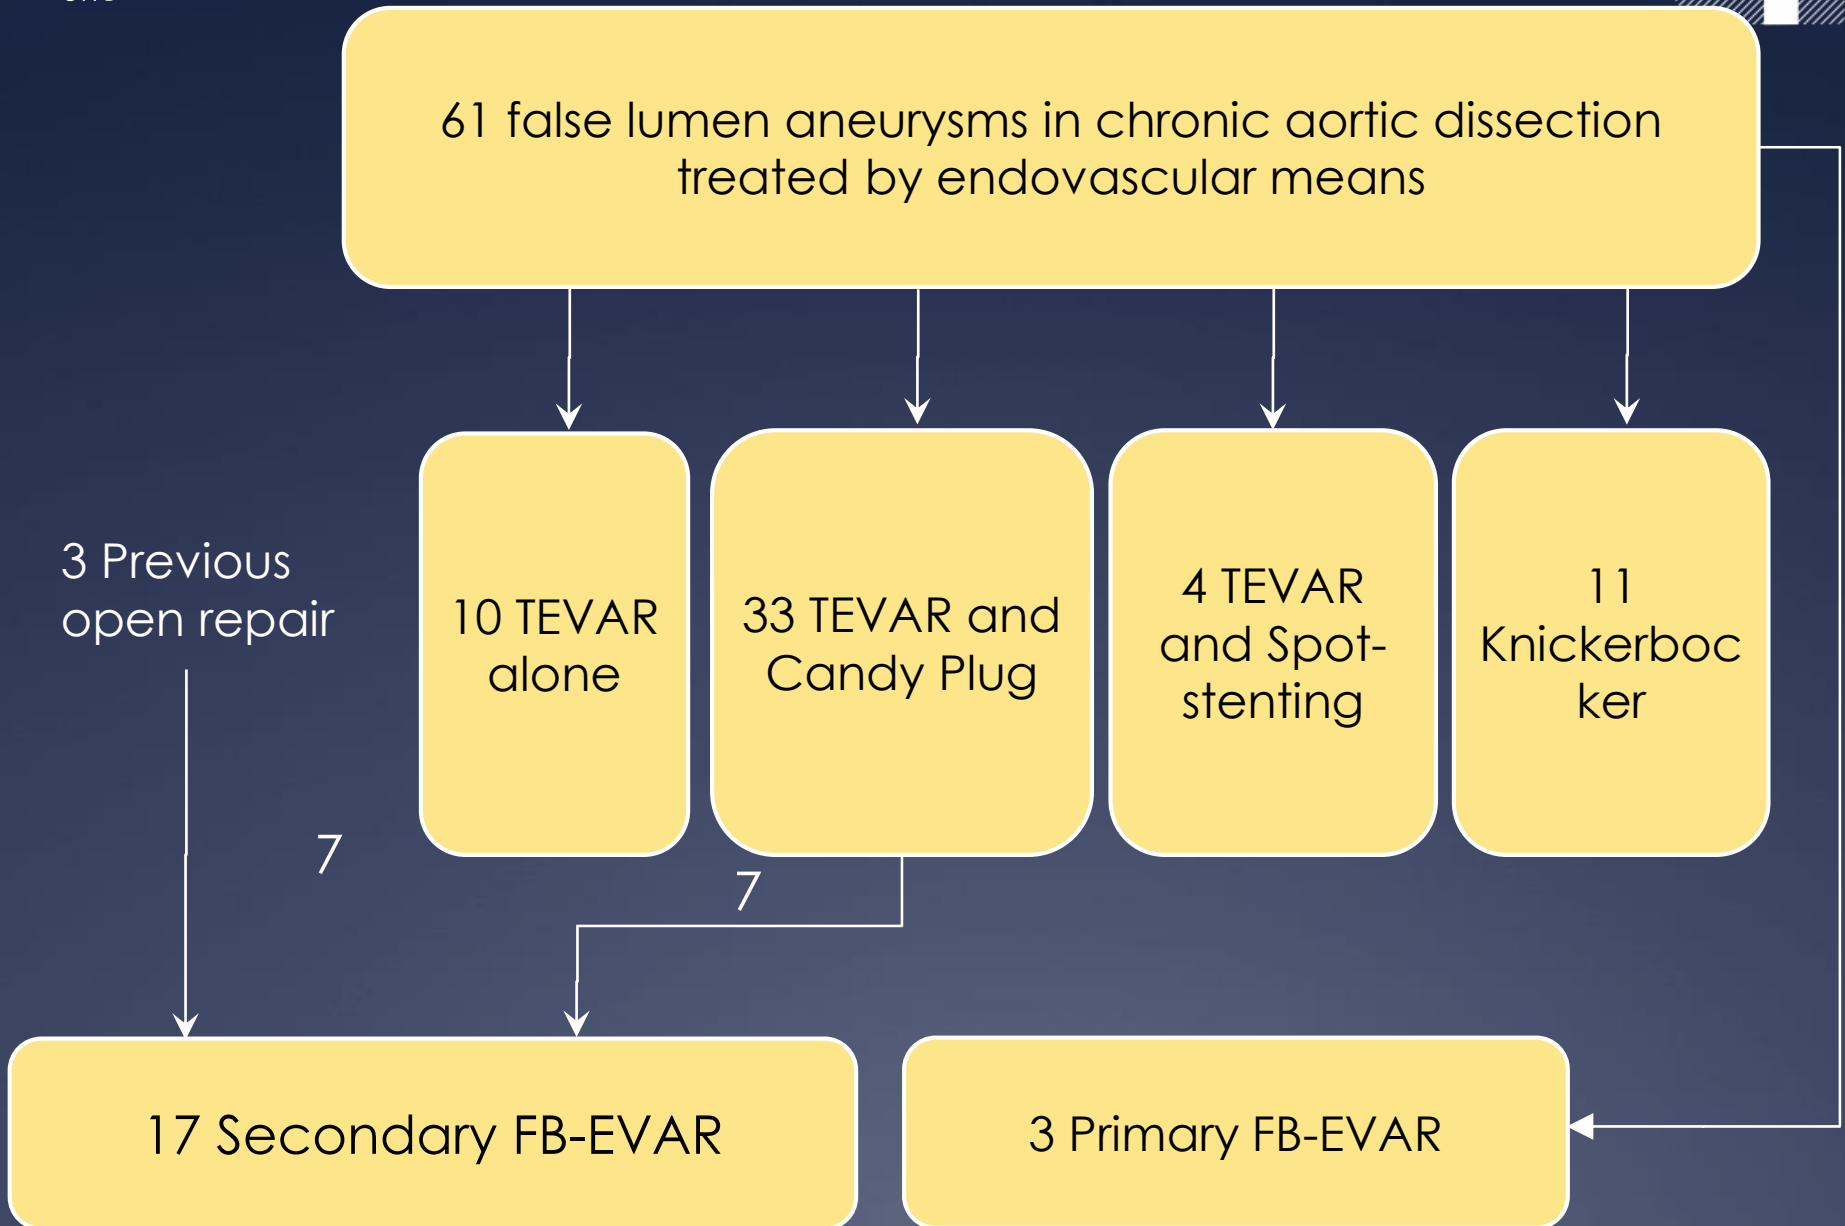 61 false lumen aneurysms in chronic aortic dissection
treated by endovascular means
3 Previous
open repair
10 TEVAR
alone
33 TEVAR and
Candy Plug
4 TEVAR
and Spot-
stenting
11
Knickerboc
ker
7
7
17 Secondary FB-EVAR
3 Primary FB-EVAR